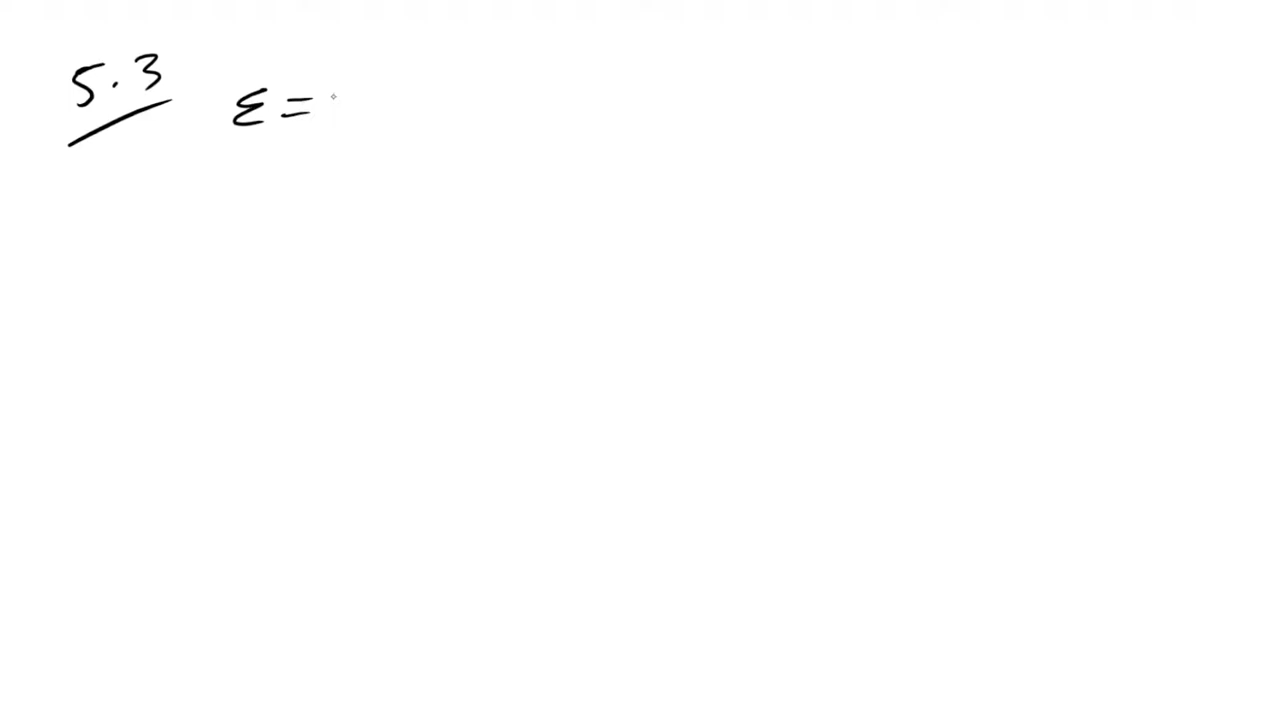 5.3
ε =